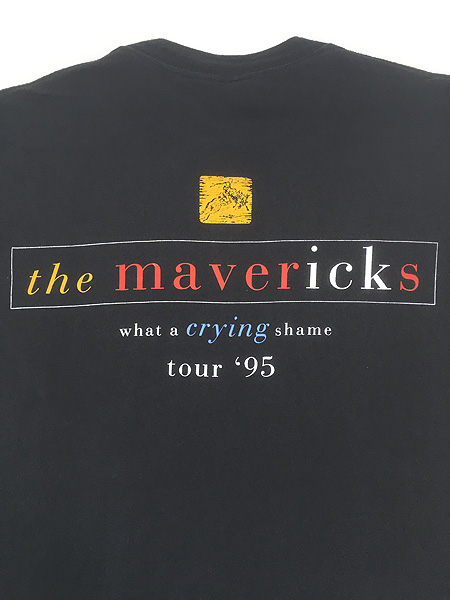 the mavericks
what a crying shame
tour ‘95